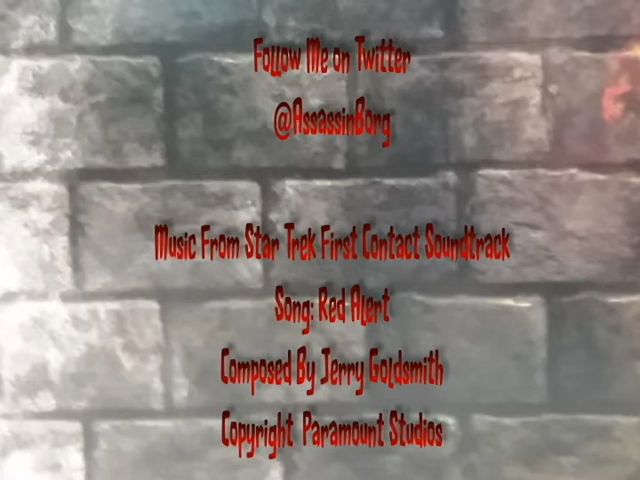 Follow Me on Twitter
@AssassinBorg
Music From Star Trek First Contact Soundtrack
Song: Red Alert
Composed By Jerry Goldsmith
Copyright Paramount Studios